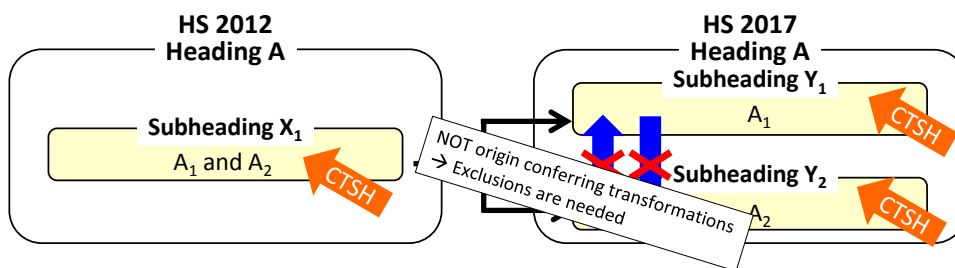 HS 2012
Heading A
Subheading X1
A1 and A2
CTSH
NOT origin conferring transformations
→ Exclusions are needed
HS 2017
Heading A
Subheading Y1
A1
CTSH
Subheading Y2
A2
CTSH